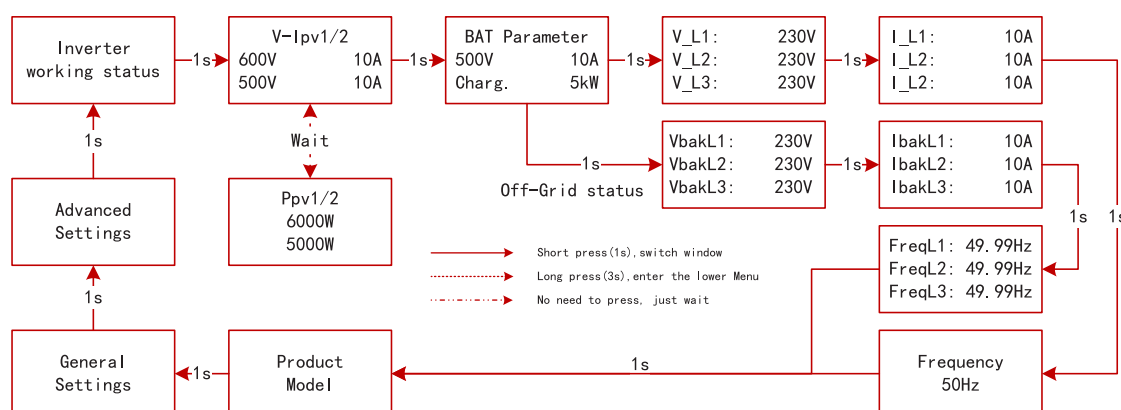 Inverter
working status
1s
V-Ipv1/2
600V 10A
500V 10A
1s
BAT Parameter
500V 10A
Charg. 5kW
1s
V_L1: 230V
V_L2: 230V
V_L3: 230V
1s
I_L1: 10A
I_L2: 10A
I_L2: 10A
1s
Wait
1s
Off-Grid status
VbakL1: 230V
VbakL2: 230V
VbakL3: 230V
1s
IbakL1: 10A
IbakL2: 10A
IbakL3: 10A
Advanced
Settings
Ppv1/2
6000W
5000W
1s
1s
Short press(1s),switch window
Long press(3s),enter the lower Menu
No need to press, just wait
FreqL1: 49.99Hz
FreqL2: 49.99Hz
FreqL3: 49.99Hz
1s
General
Settings
1s
Product
Model
1s
Frequency
50Hz